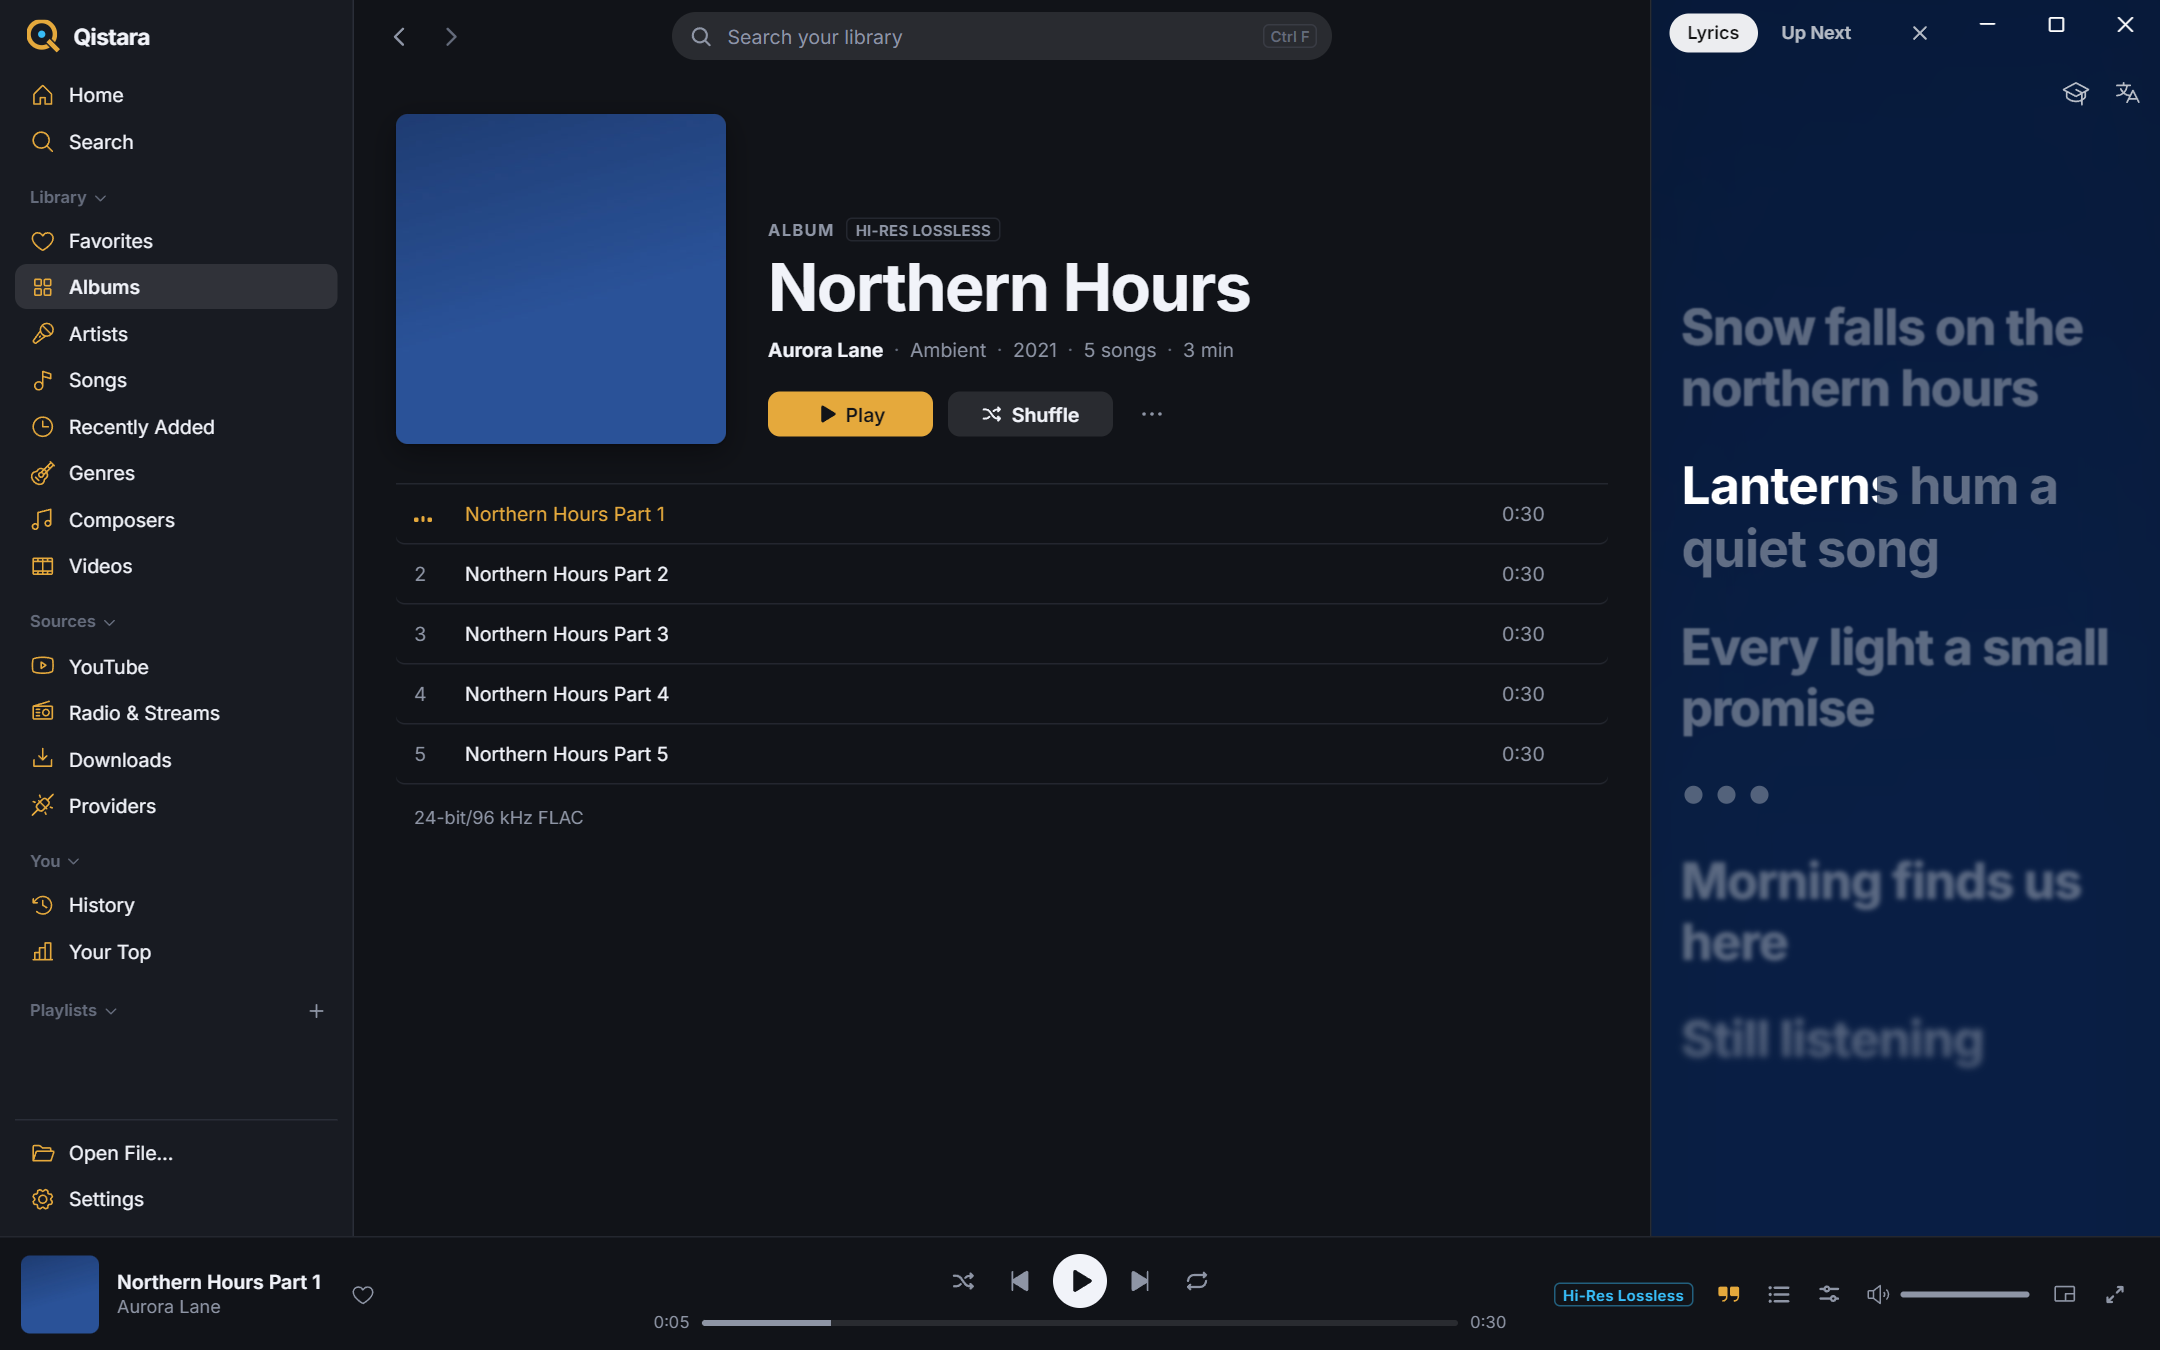 Qistara
Home
Search
Library
Favorites
Albums
Artists
Songs
Recently Added
Genres
Composers
Videos
Sources
YouTube
Radio & Streams
Downloads
Providers
You
History
Your Top
Playlists
Open File...
Settings
Search your library
Ctrl F
ALBUM
HI-RES LOSSLESS
Northern Hours
Aurora Lane · Ambient · 2021 · 5 songs · 3 min
Play
Shuffle
Northern Hours Part 1 0:30
2 Northern Hours Part 2 0:30
3 Northern Hours Part 3 0:30
4 Northern Hours Part 4 0:30
5 Northern Hours Part 5 0:30
24-bit/96 kHz FLAC
Lyrics
Up Next
Snow falls on the
northern hours
Lanterns hum a
quiet song
Every light a small
promise
Morning finds us
here
Still listening
Northern Hours Part 1
Aurora Lane
0:05
0:30
Hi-Res Lossless